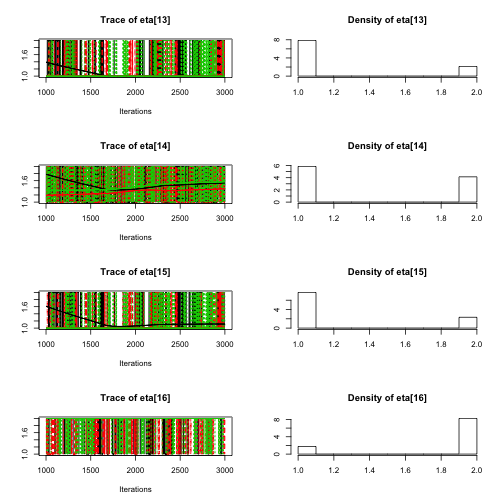 Trace of eta[13]
1.0 1.6
1000 1500 2000 2500 3000
Iterations
Density of eta[13]
0 4 8
1.0 1.2 1.4 1.6 1.8 2.0
Trace of eta[14]
1.0 1.6
1000 1500 2000 2500 3000
Iterations
Density of eta[14]
0 2 4 5 6
1.0 1.2 1.4 1.6 1.8 2.0
Trace of eta[15]
1.0 1.6
1000 1500 2000 2500 3000
Iterations
Density of eta[15]
0 4
1.0 1.2 1.4 1.6 1.8 2.0
Trace of eta[16]
1.0 1.6
1000 1500 2000 2500 3000
Iterations
Density of eta[16]
0 4 8
1.0 1.2 1.4 1.6 1.8 2.0